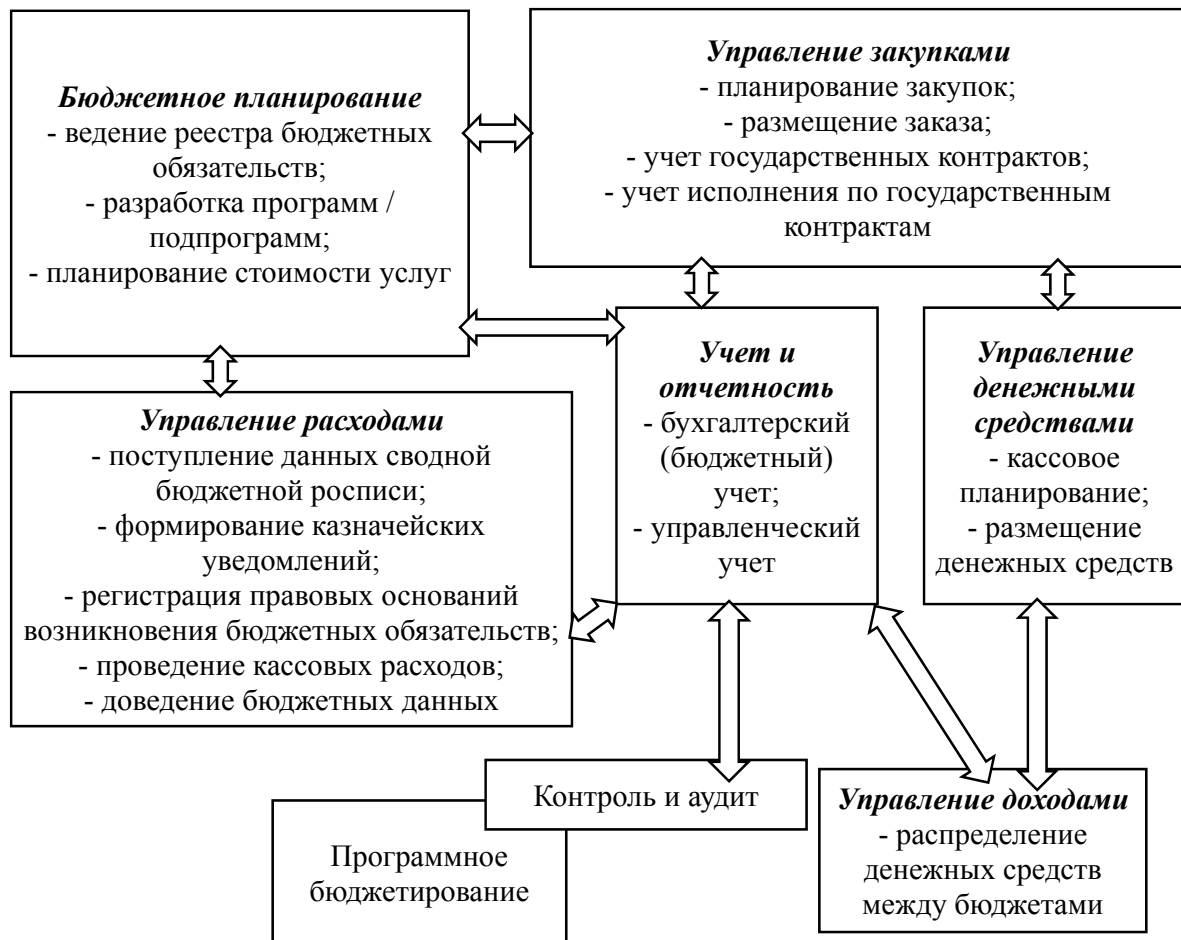 Бюджетное планирование
- ведение реестра бюджетных
обязательств;
- разработка программ /
подпрограмм;
- планирование стоимости услуг
Управление закупками
- планирование закупок;
- размещение заказа;
- учет государственных контрактов;
- учет исполнения по государственным
контрактам
Управление расходами
- поступление данных сводной
бюджетной росписи;
- формирование казначейских
уведомлений;
- регистрация правовых оснований
возникновения бюджетных обязательств;
- проведение кассовых расходов;
- доведение бюджетных данных
Учет и
отчетность
- бухгалтерский
(бюджетный)
учет;
- управленческий
учет
Управление
денежными
средствами
- кассовое
планирование;
- размещение
денежных средств
Контроль и аудит
Программное
бюджетирование
Управление доходами
- распределение
денежных средств
между бюджетами